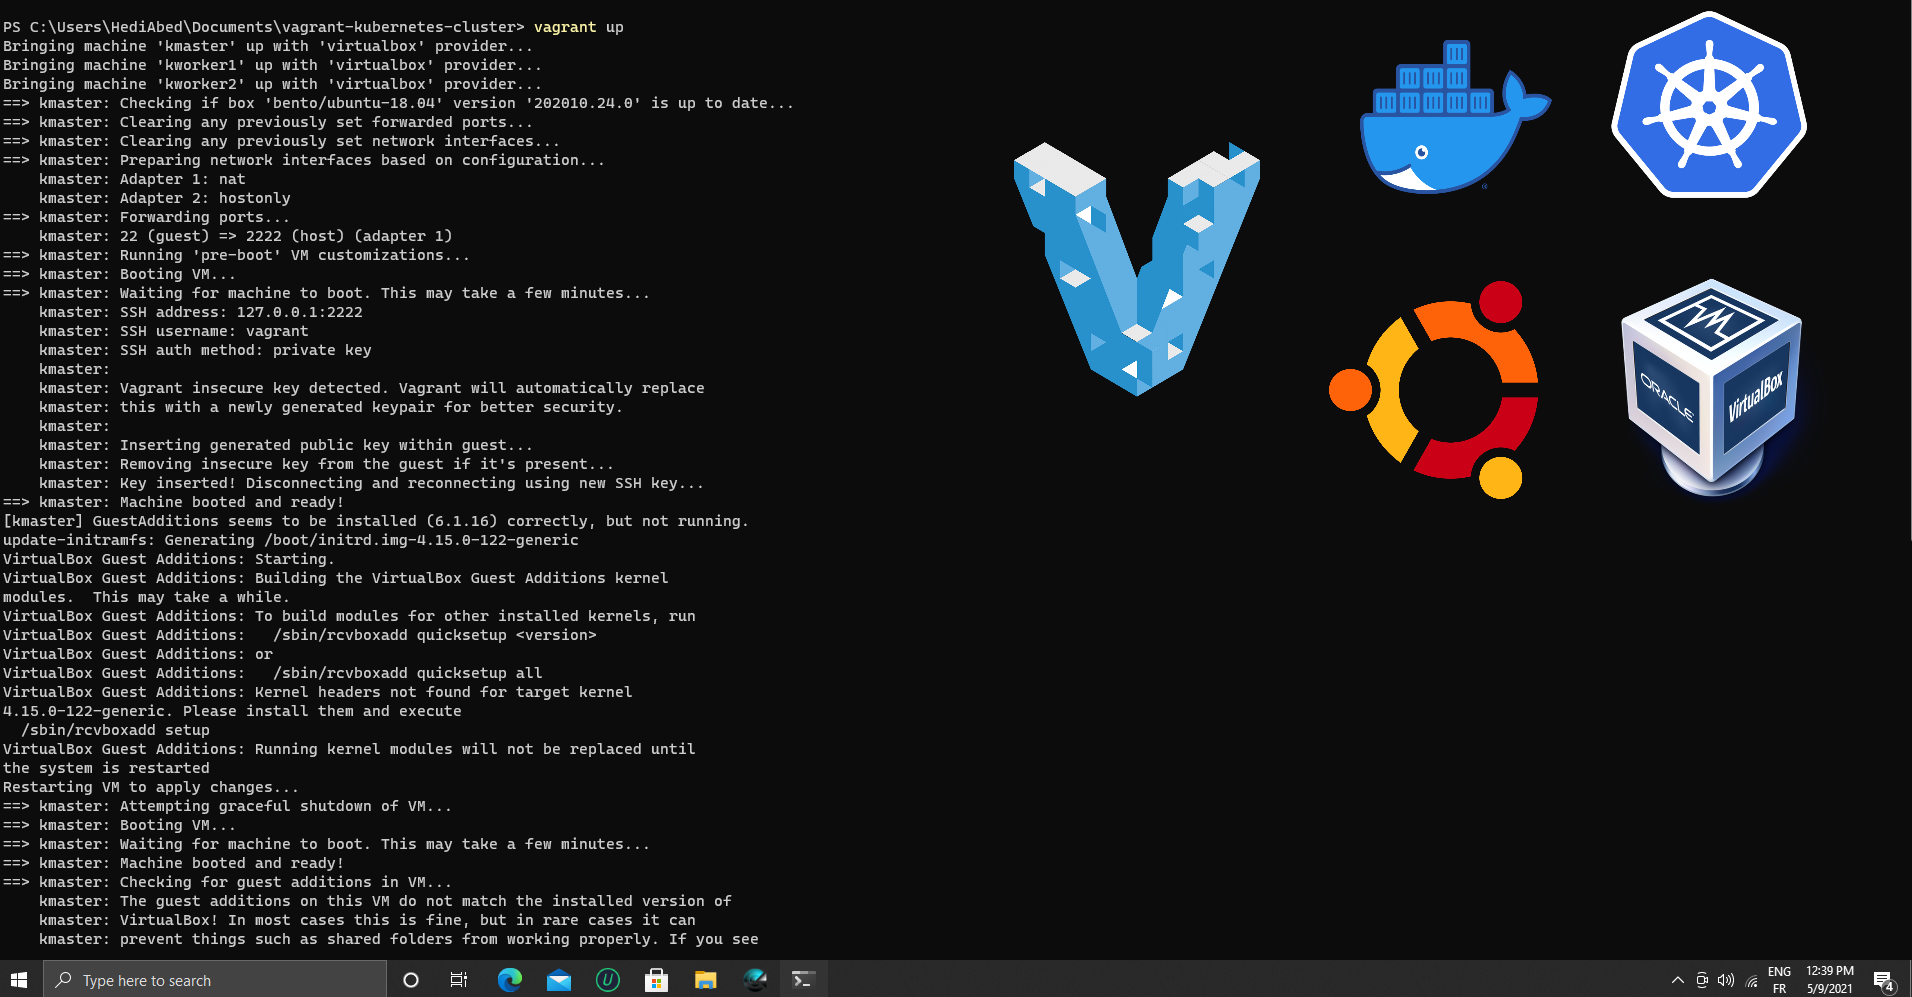 PS C:\Users\HediAbed\Documents\vagrant-kubernetes-cluster> vagrant up
Bringing machine 'kmaster' up with 'virtualbox' provider...
Bringing machine 'kworker1' up with 'virtualbox' provider...
Bringing machine 'kworker2' up with 'virtualbox' provider...
==> kmaster: Checking if box 'bento/ubuntu-18.04' version '202010.24.0' is up to date...
==> kmaster: Clearing any previously set forwarded ports...
==> kmaster: Clearing any previously set network interfaces...
==> kmaster: Preparing network interfaces based on configuration...
    kmaster: Adapter 1: nat
    kmaster: Adapter 2: hostonly
==> kmaster: Forwarding ports...
    kmaster: 22 (guest) => 2222 (host) (adapter 1)
==> kmaster: Running 'pre-boot' VM customizations...
==> kmaster: Booting VM...
==> kmaster: Waiting for machine to boot. This may take a few minutes...
    kmaster: SSH address: 127.0.0.1:2222
    kmaster: SSH username: vagrant
    kmaster: SSH auth method: private key
    kmaster:
    kmaster: Vagrant insecure key detected. Vagrant will automatically replace
    kmaster: this with a newly generated keypair for better security.
    kmaster:
    kmaster: Inserting generated public key within guest...
    kmaster: Removing insecure key from the guest if it's present...
    kmaster: Key inserted! Disconnecting and reconnecting using new SSH key...
==> kmaster: Machine booted and ready!
[kmaster] GuestAdditions seems to be installed (6.1.16) correctly, but not running.
update-initramfs: Generating /boot/initrd.img-4.15.0-122-generic
VirtualBox Guest Additions: Starting.
VirtualBox Guest Additions: Building the VirtualBox Guest Additions kernel
modules.  This may take a while.
VirtualBox Guest Additions: To build modules for other installed kernels, run
VirtualBox Guest Additions:   /sbin/rcvboxadd quicksetup <version>
VirtualBox Guest Additions: or
VirtualBox Guest Additions:   /sbin/rcvboxadd quicksetup all
VirtualBox Guest Additions: Kernel headers not found for target kernel
4.15.0-122-generic. Please install them and execute
  /sbin/rcvboxadd setup
VirtualBox Guest Additions: Running kernel modules will not be replaced until
the system is restarted
Restarting VM to apply changes...
==> kmaster: Attempting graceful shutdown of VM...
==> kmaster: Booting VM...
==> kmaster: Waiting for machine to boot. This may take a few minutes...
==> kmaster: Machine booted and ready!
==> kmaster: Checking for guest additions in VM...
    kmaster: The guest additions on this VM do not match the installed version of
    kmaster: VirtualBox! In most cases this is fine, but in rare cases it can
    kmaster: prevent things such as shared folders from working properly. If you see
ORACLE
VirtualBox
Type here to search
U
ENG
FR
12:39 PM
5/9/2021
4